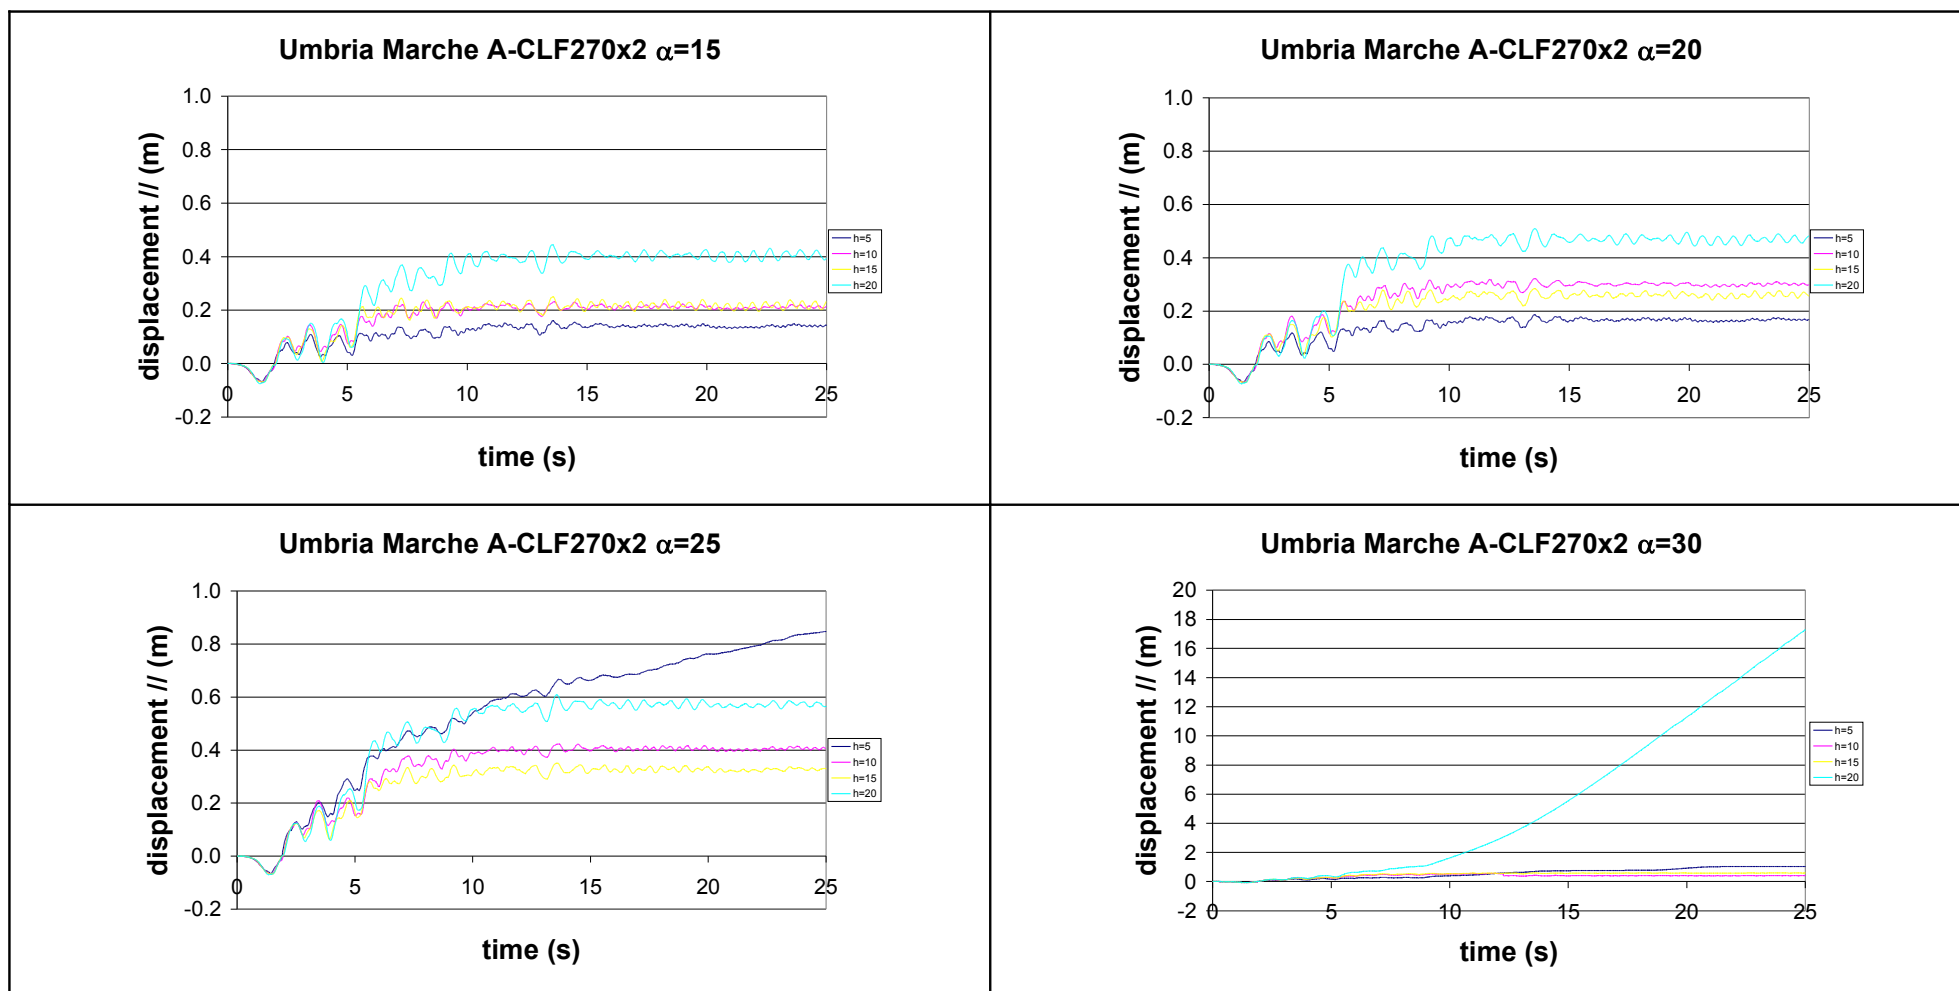 Umbria Marche A-CLF270x2 α=15
1.0
0.8
0.6
0.4
0.2
0.0
-0.2
0 5 10 15 20 25
displacement // (m)
time (s)
h=5
h=10
h=15
h=20
Umbria Marche A-CLF270x2 α=20
1.0
0.8
0.6
0.4
0.2
0.0
-0.2
0 5 10 15 20 25
displacement // (m)
time (s)
h=5
h=10
h=15
h=20
Umbria Marche A-CLF270x2 α=25
1.0
0.8
0.6
0.4
0.2
0.0
-0.2
0 5 10 15 20 25
displacement // (m)
time (s)
h=5
h=10
h=15
h=20
Umbria Marche A-CLF270x2 α=30
20
18
16
14
12
10
8
6
4
2
0
-2
0 5 10 15 20 25
displacement // (m)
time (s)
h=5
h=10
h=15
h=20